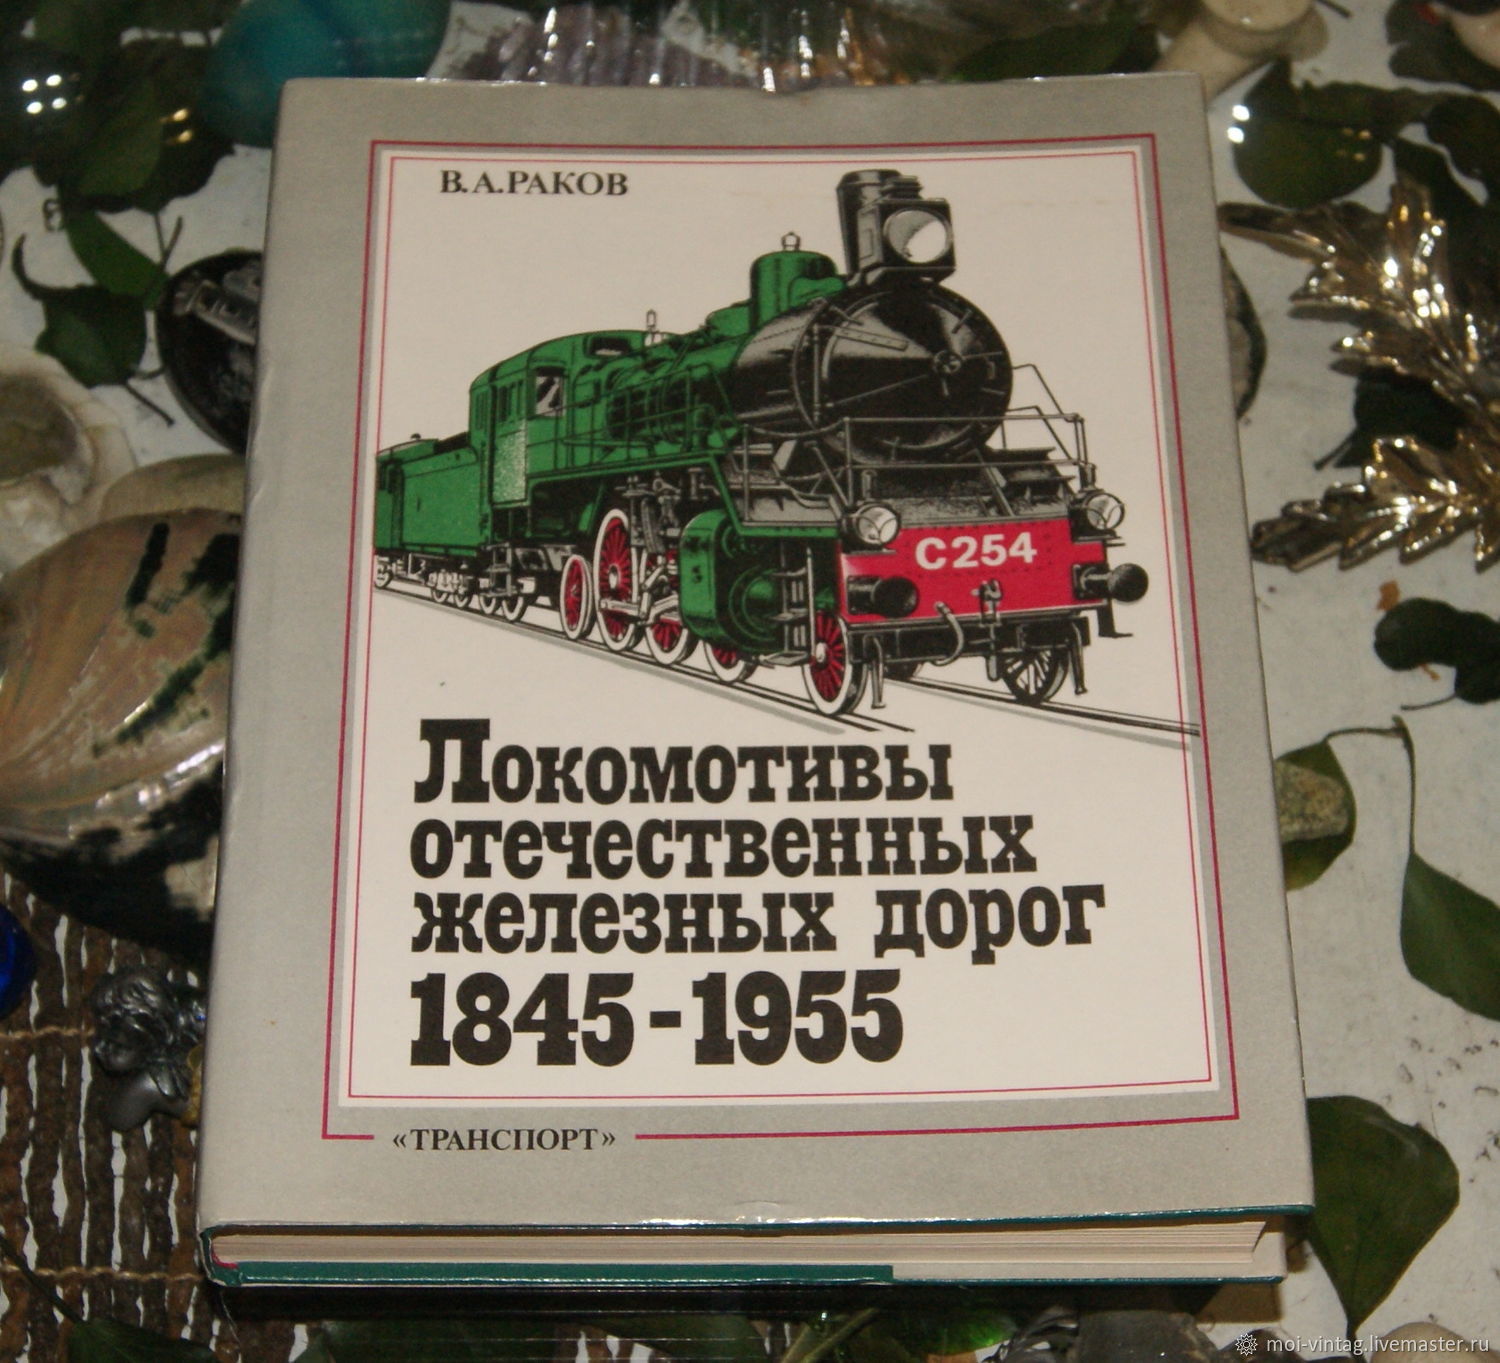 В.А.РАКОВ
С254
Локомотивы
отечественных
железных дорог
1845-1955
«ТРАНСПОРТ»
moi-vintag.livemaster.ru